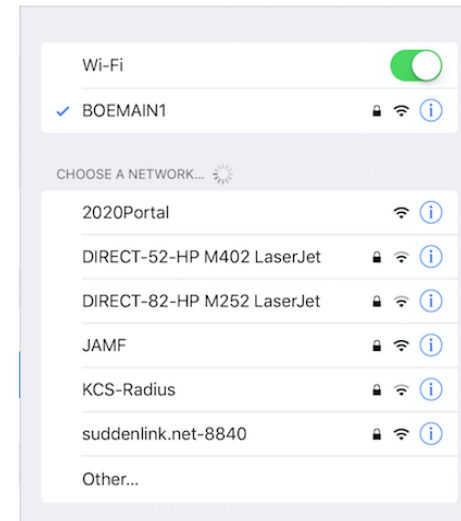 Wi-Fi
BOEMAIN1
CHOOSE A NETWORK...
2020Portal
DIRECT-52-HP M402 LaserJet
DIRECT-82-HP M252 LaserJet
JAMF
KCS-Radius
suddenlink.net-8840
Other...